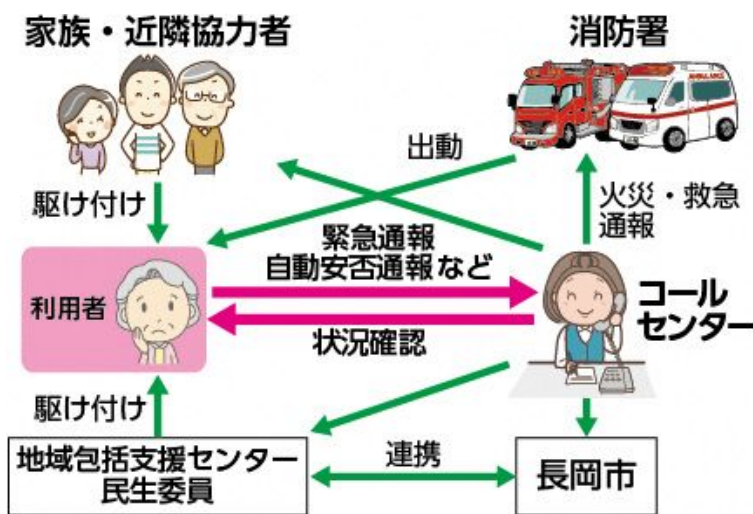 家族・近隣協力者
消防署
AMBULANCE
出動
駆け付け
火災・救急
通報
緊急通報
自動安否通報など
利用者
コール
センター
状況確認
駆け付け
地域包括支援センター
民生委員
連携
長岡市